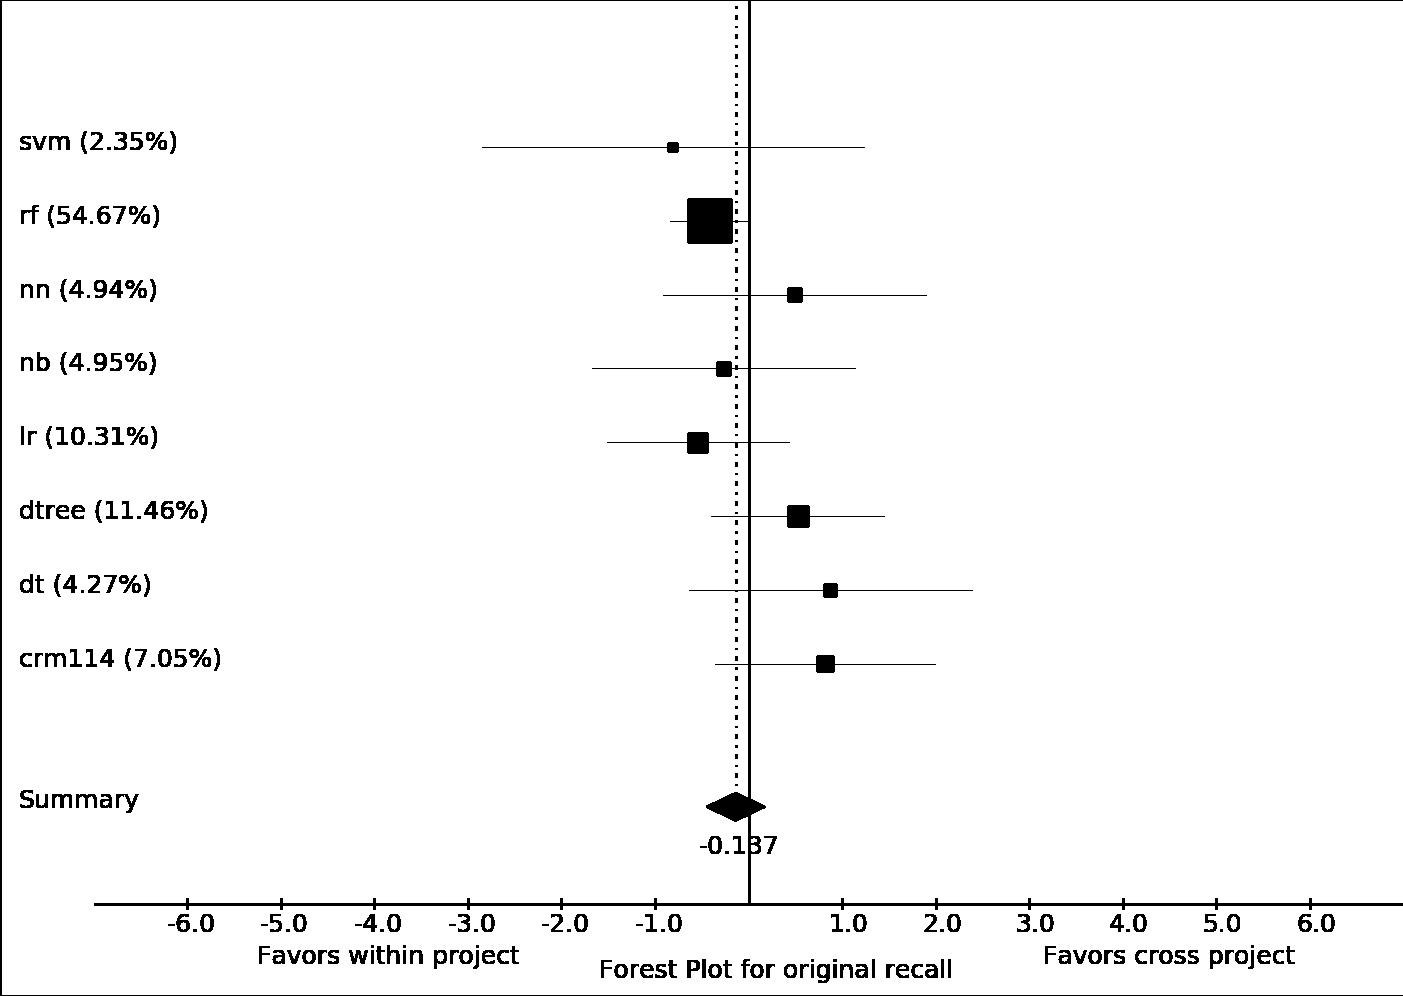 svm (2.35%)
rf (54.67%)
nn (4.94%)
nb (4.95%)
lr (10.31%)
dtree (11.46%)
dt (4.27%)
crm114 (7.05%)
Summary
-0.137
-6.0 -5.0 -4.0 -3.0 -2.0 -1.0 1.0 2.0 3.0 4.0 5.0 6.0
Favors within project Favors cross project
Forest Plot for original recall